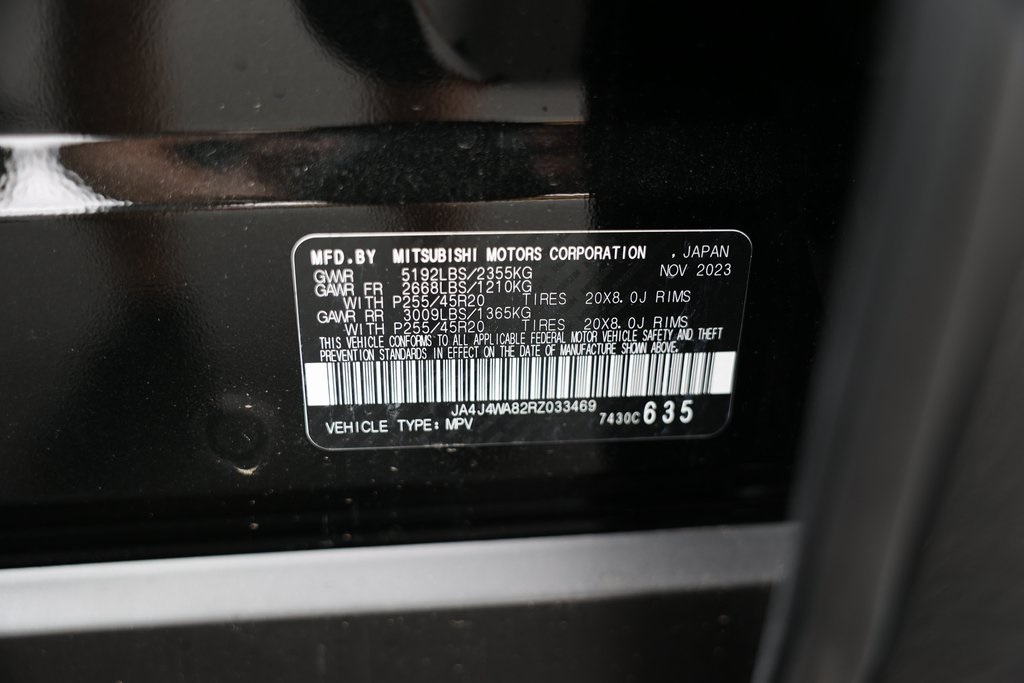 MFD.BY MITSUBISHI MOTORS CORPORATION , JAPAN
NOV 2023
GVWR 5192LBS/2355KG
GAWR FR 2668LBS/1210KG
WITH P255/45R20 TIRES 20X8.0J RIMS
GAWR RR 3009LBS/1365KG
WITH P255/45R20 TIRES 20X8.0J RIMS
THIS VEHICLE CONFORMS TO ALL APPLICABLE FEDERAL MOTOR VEHICLE SAFETY AND THEFT
PREVENTION STANDARDS IN EFFECT ON THE DATE OF MANUFACTURE SHOWN ABOVE.
JA4J4WA82RZ033469
7430C 635
VEHICLE TYPE: MPV